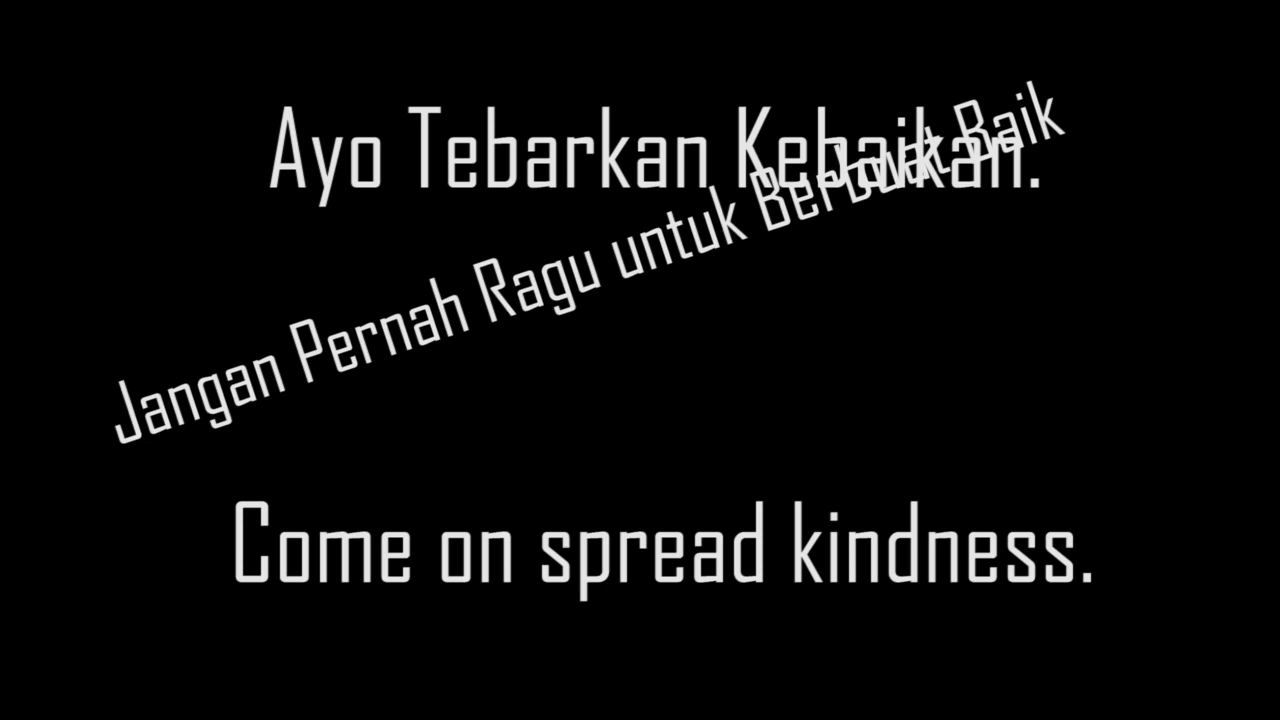 Ayo Tebarkan Kebaikan.
Jangan Pernah Ragu untuk Berbuat Baik
Come on spread kindness.